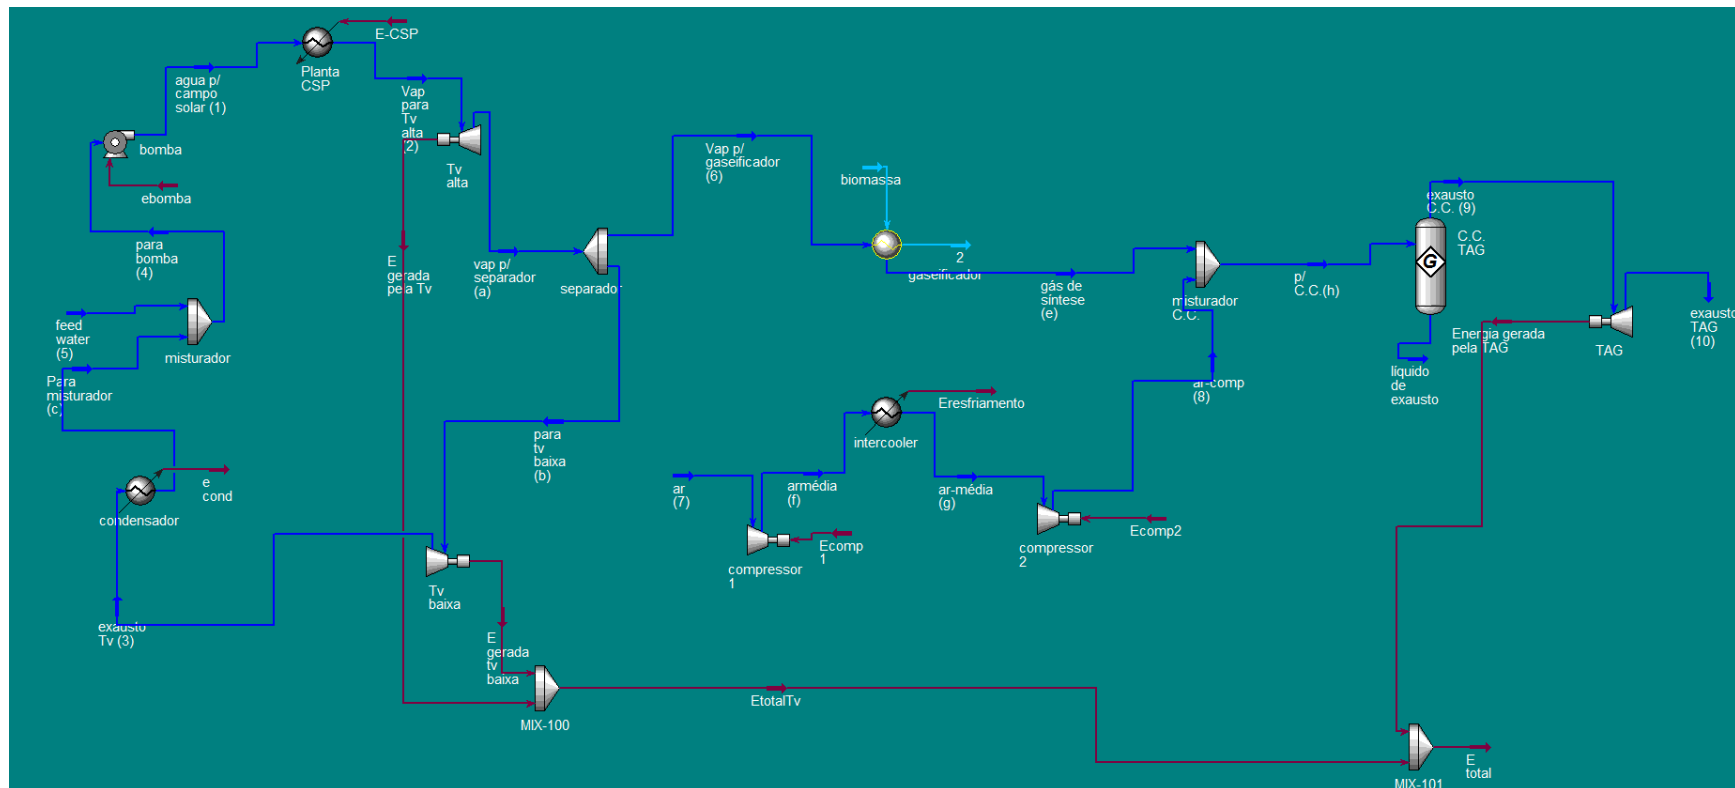 E-CSP
Planta
CSP
agua p/
campo
solar (1)
Vap
para
Tv
alta
(2)
bomba
ebomba
Tv
alta
para
bomba
(4)
feed
water
(5)
misturador
Para
misturador
(c)
E
gerada
pela Tv
vap p/
separador
(a)
separador
Vap p/
gaseificador
(6)
biomassa
2
gaseificador
gás de
síntese
(e)
misturador
C.C.
p/
C.C.(h)
exausto
C.C. (9)
C.C.
TAG
G
líquido
de
exausto
Energia gerada
pela TAG
TAG
exausto
TAG
(10)
ar-comp
(8)
Eresfriamento
intercooler
para
tv
baixa
(b)
e
cond
condensador
ar
(7)
armédia
(f)
ar-média
(g)
Ecomp
1
compressor
1
Ecomp2
compressor
2
Tv
baixa
exausto
Tv (3)
E
gerada
tv
baixa
MIX-100
EtotalTv
E
total
MIX-101